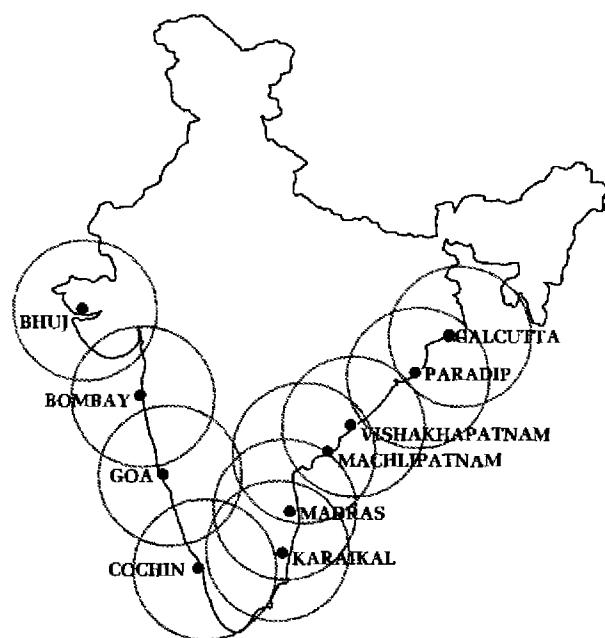 BHUJ
CALCUTTA
PARADIP
BOMBAY
VISHAKHAPATNAM
MACHLIPATNAM
GOA
MADRAS
KARAIKAL
COCHIN